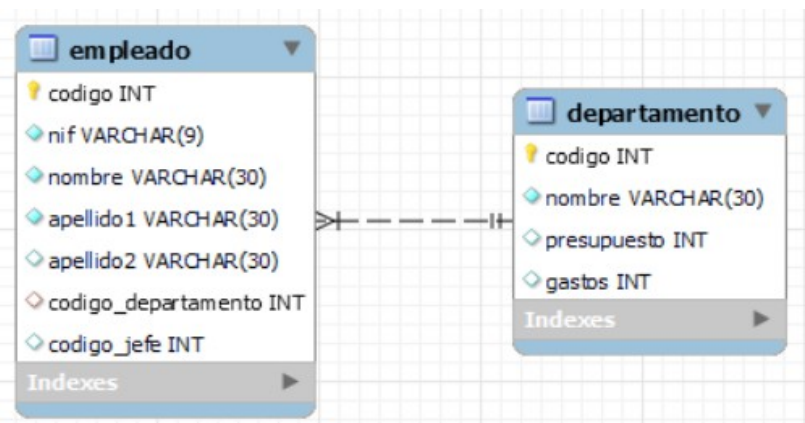 empleado
codigo INT
nif VARCHAR(9)
nombre VARCHAR(30)
apellido1 VARCHAR(30)
apellido2 VARCHAR(30)
codigo_departamento INT
codigo_jefe INT
Indexes
departamento
codigo INT
nombre VARCHAR(30)
presupuesto INT
gastos INT
Indexes